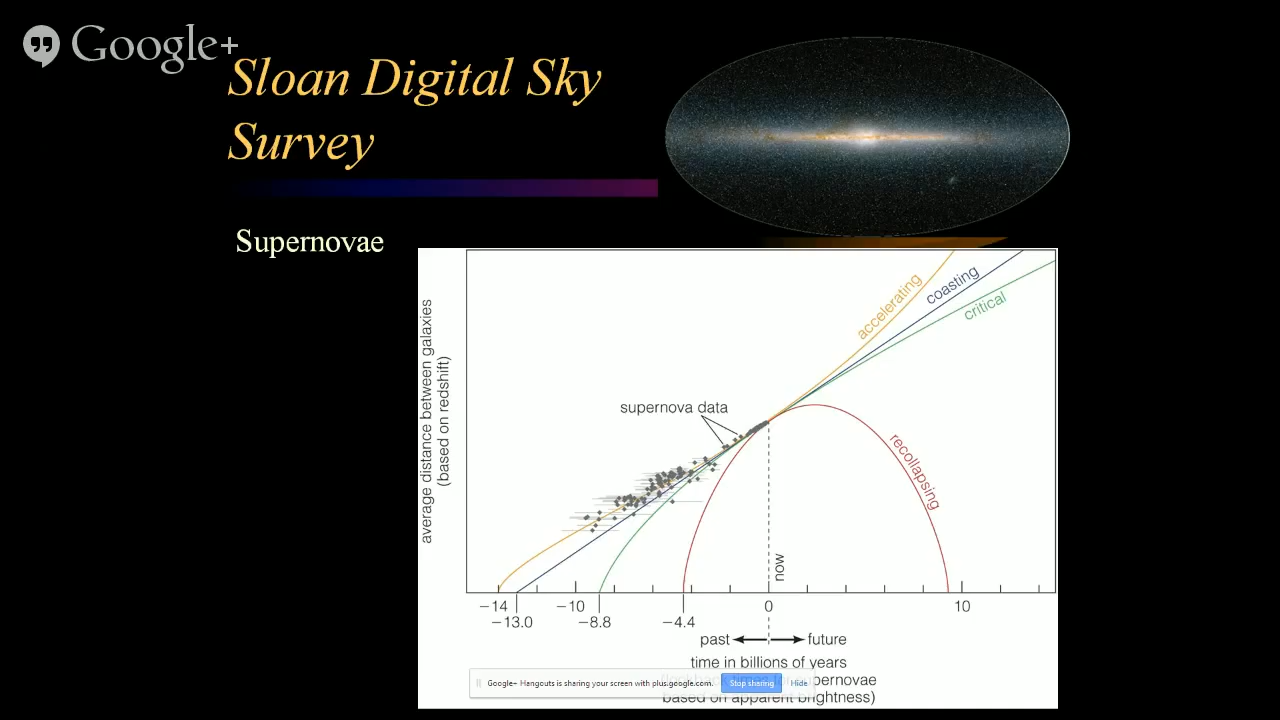 Google+
Sloan Digital Sky
Survey
Supernovae
average distance between galaxies
(based on redshift)
accelerating
coasting
critical
supernova data
recollapsing
now
−14
−10
0
10
−13.0
−8.8
−4.4
past
future
time in billions of years
pernovae
based on apparent brightness)
Google+ Hangouts is sharing your screen with plus.google.com.
Stop sharing
Hide